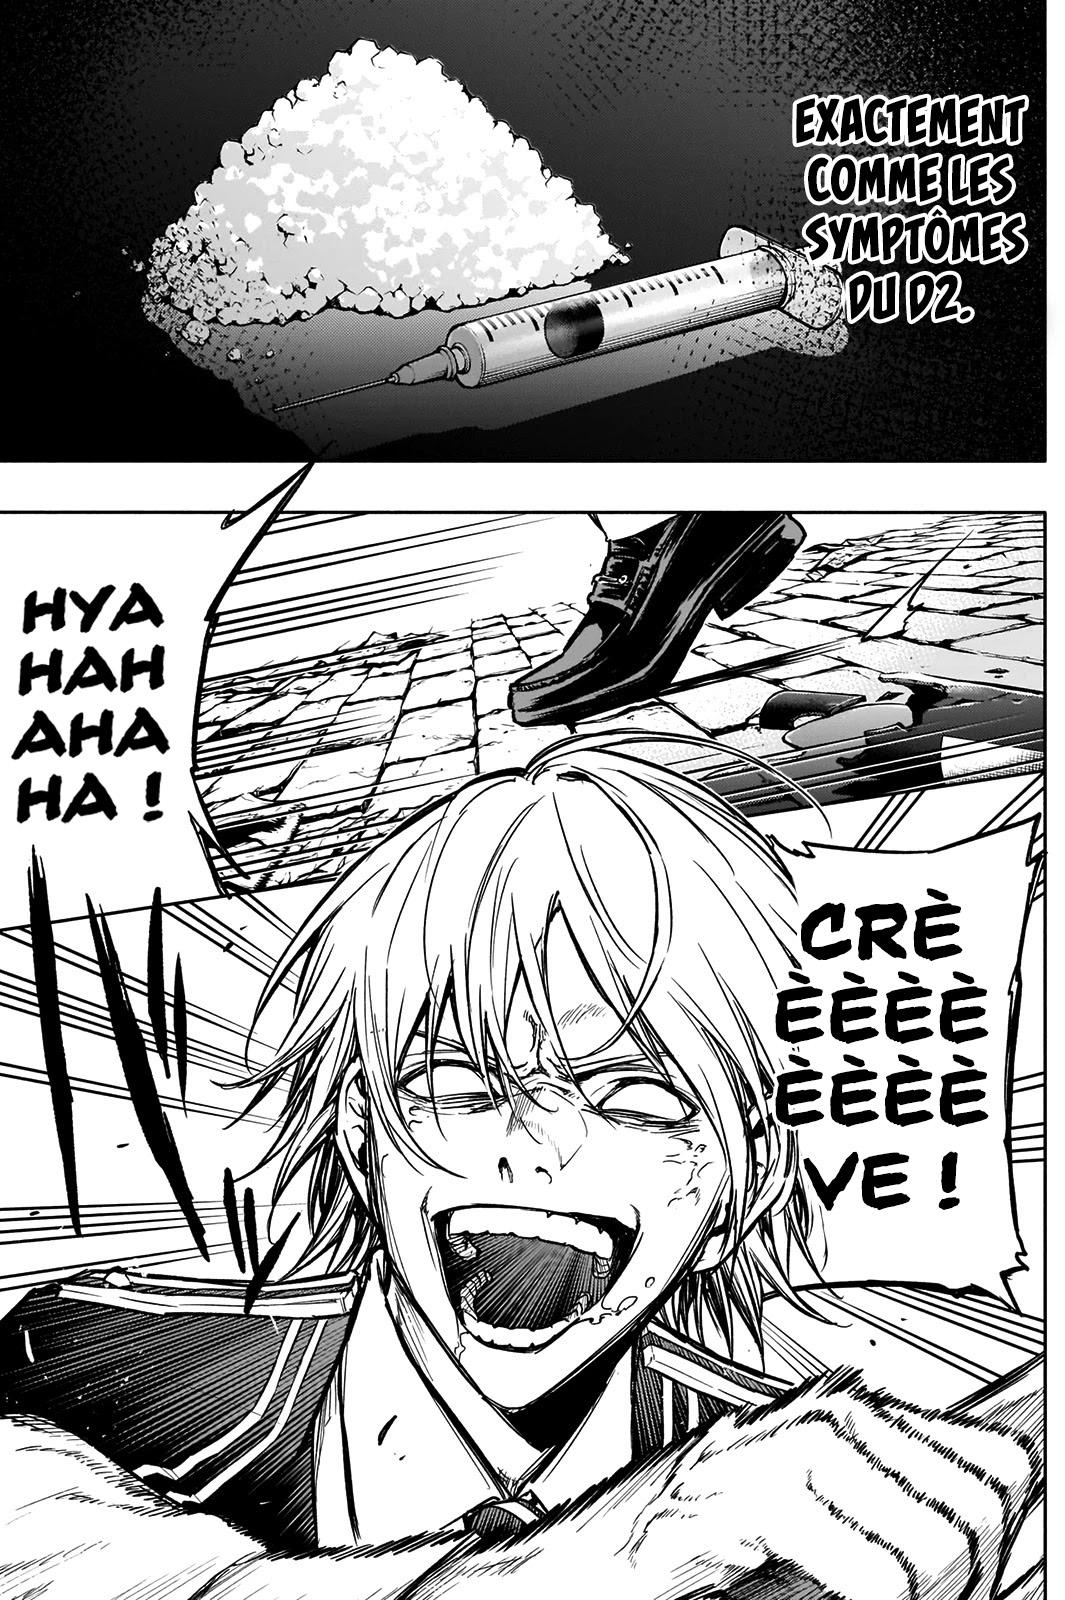 EXACTEMENT
COMME LES
SYMPTÔMES
DU D2.
CRÈ
ÈÈÈÈ
ÈÈÈÈ
VE !
HYA
HAH
AHA
HA !